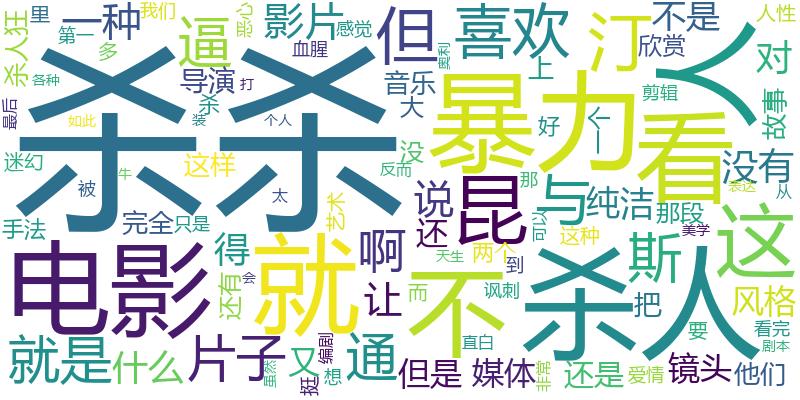 杀杀
暴力
杀人
电影
就
看
人
不
这
昆
但
喜欢
汀
逼
影片
一种
里
我们
恶心
第一
多
感觉
血腥
杀人狂
导演
打
音乐
奥利
上
欣赏
不是
对
人性
故事
剪辑
最后
各种
杀
大
如此
装
个人
没
好
一个
没有
迷幻
这样
太
反而
那
表达
从
被
牛
说
与
纯洁
那段
美学
手法
完全
只是
艺术
还
可以
这种
得
啊
两个
斯
天生
到
还有
会
让
而
讽刺
把
风格
就是
什么
片子
又
编剧
通
直白
要
看完
挺
想
虽然
但是
媒体
非常
还是
爱情
镜头
他们
剧本